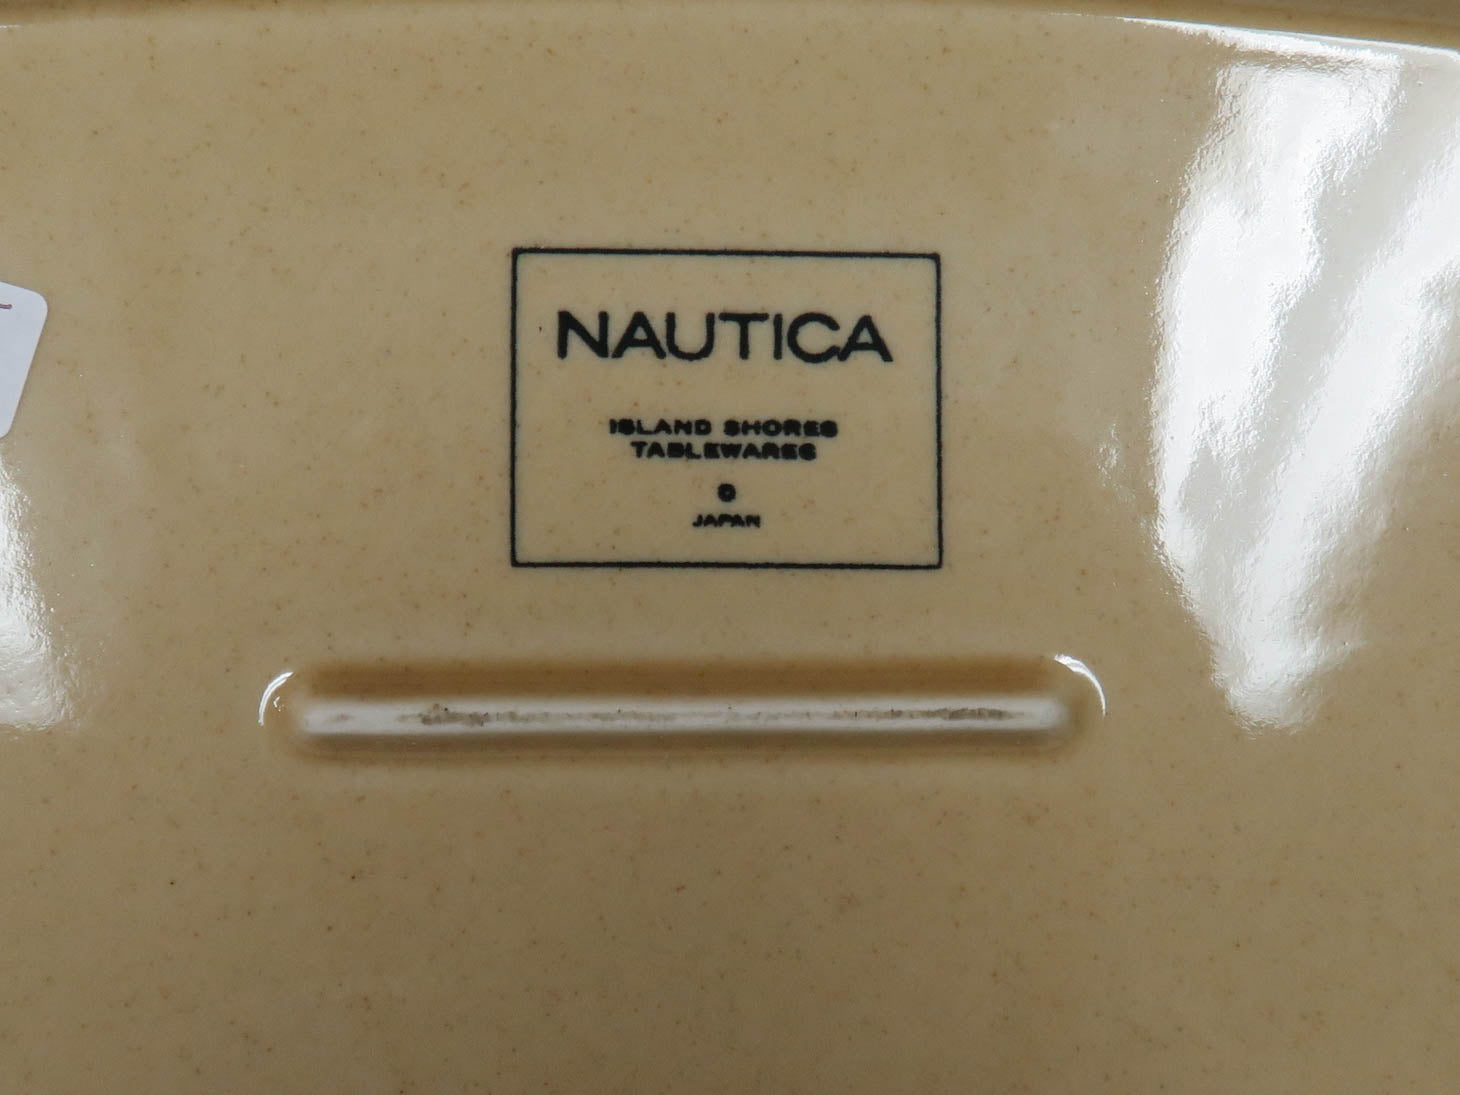 NAUTICA
ISLAND SHORES
TABLEWARES
JAPAN